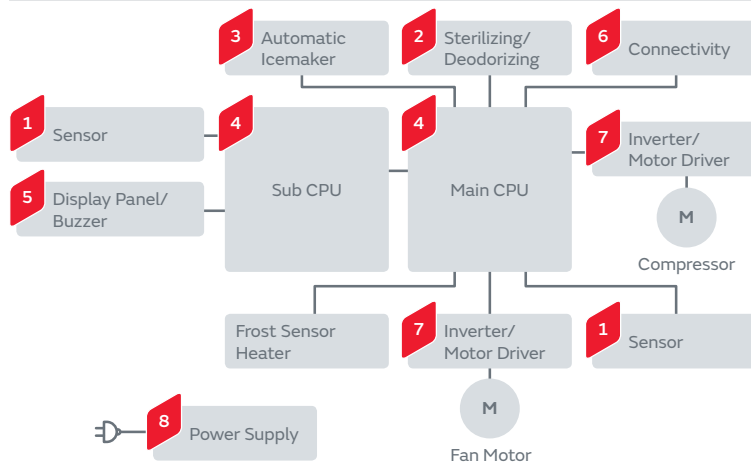 3
Automatic
Icemaker
2
Sterilizing/
Deodorizing
6
Connectivity
1
Sensor
4
Sub CPU
4
Main CPU
7
Inverter/
Motor Driver
M
Compressor
5
Display Panel/
Buzzer
Frost Sensor
Heater
7
Inverter/
Motor Driver
M
Fan Motor
1
Sensor
8
Power Supply